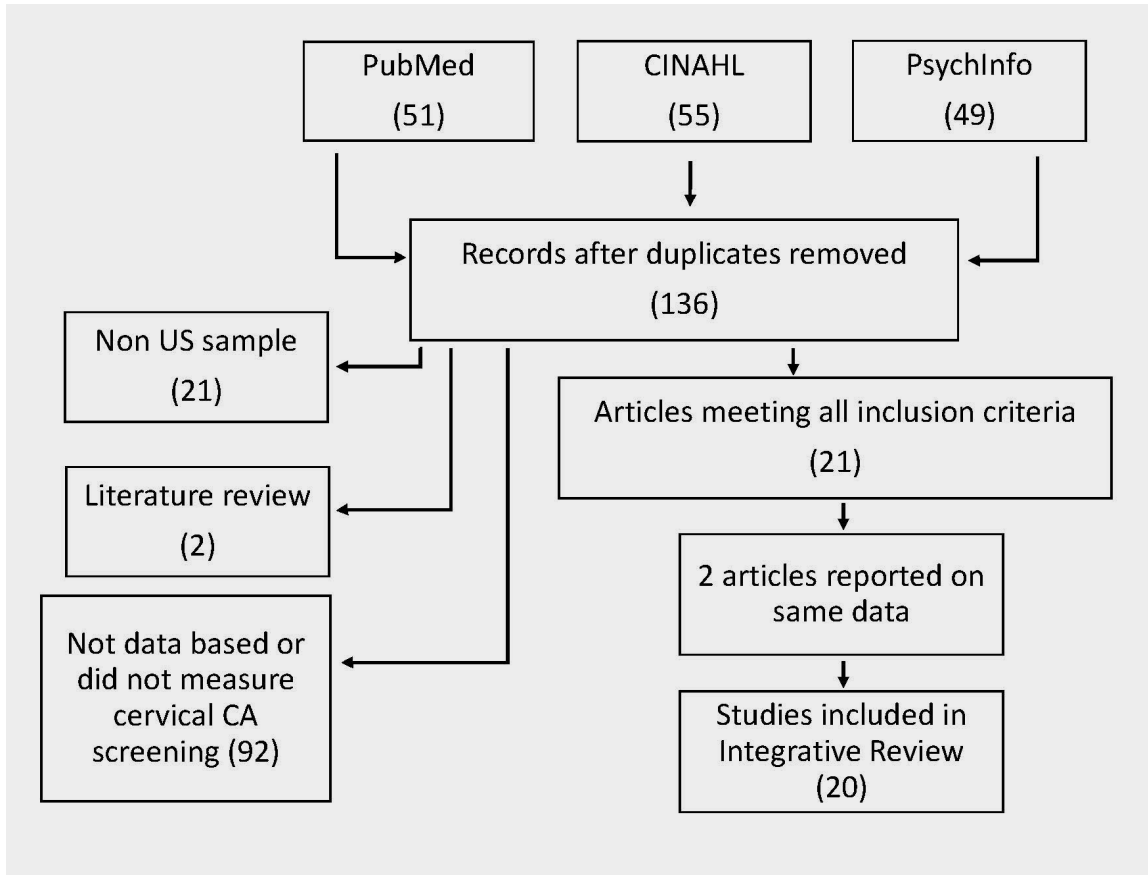 PubMed
(51)
CINAHL
(55)
PsychInfo
(49)
Records after duplicates removed
(136)
Non US sample
(21)
Literature review
(2)
Not data based or
did not measure
cervical CA
screening (92)
Articles meeting all inclusion criteria
(21)
2 articles reported on
same data
Studies included in
Integrative Review
(20)